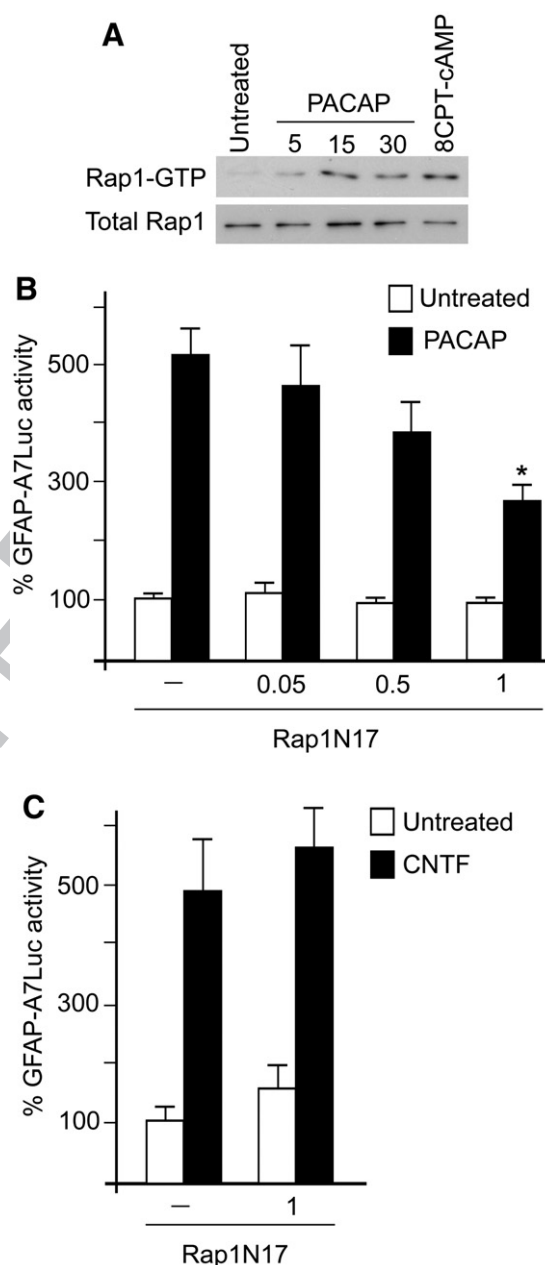 A
Untreated
PACAP
8CPT-cAMP
5 15 30
Rap1-GTP
Total Rap1
B
Untreated
PACAP
% GFAP-A7Luc activity
500
300
100
*
– 0.05 0.5 1
Rap1N17
C
Untreated
CNTF
% GFAP-A7Luc activity
500
300
100
– 1
Rap1N17